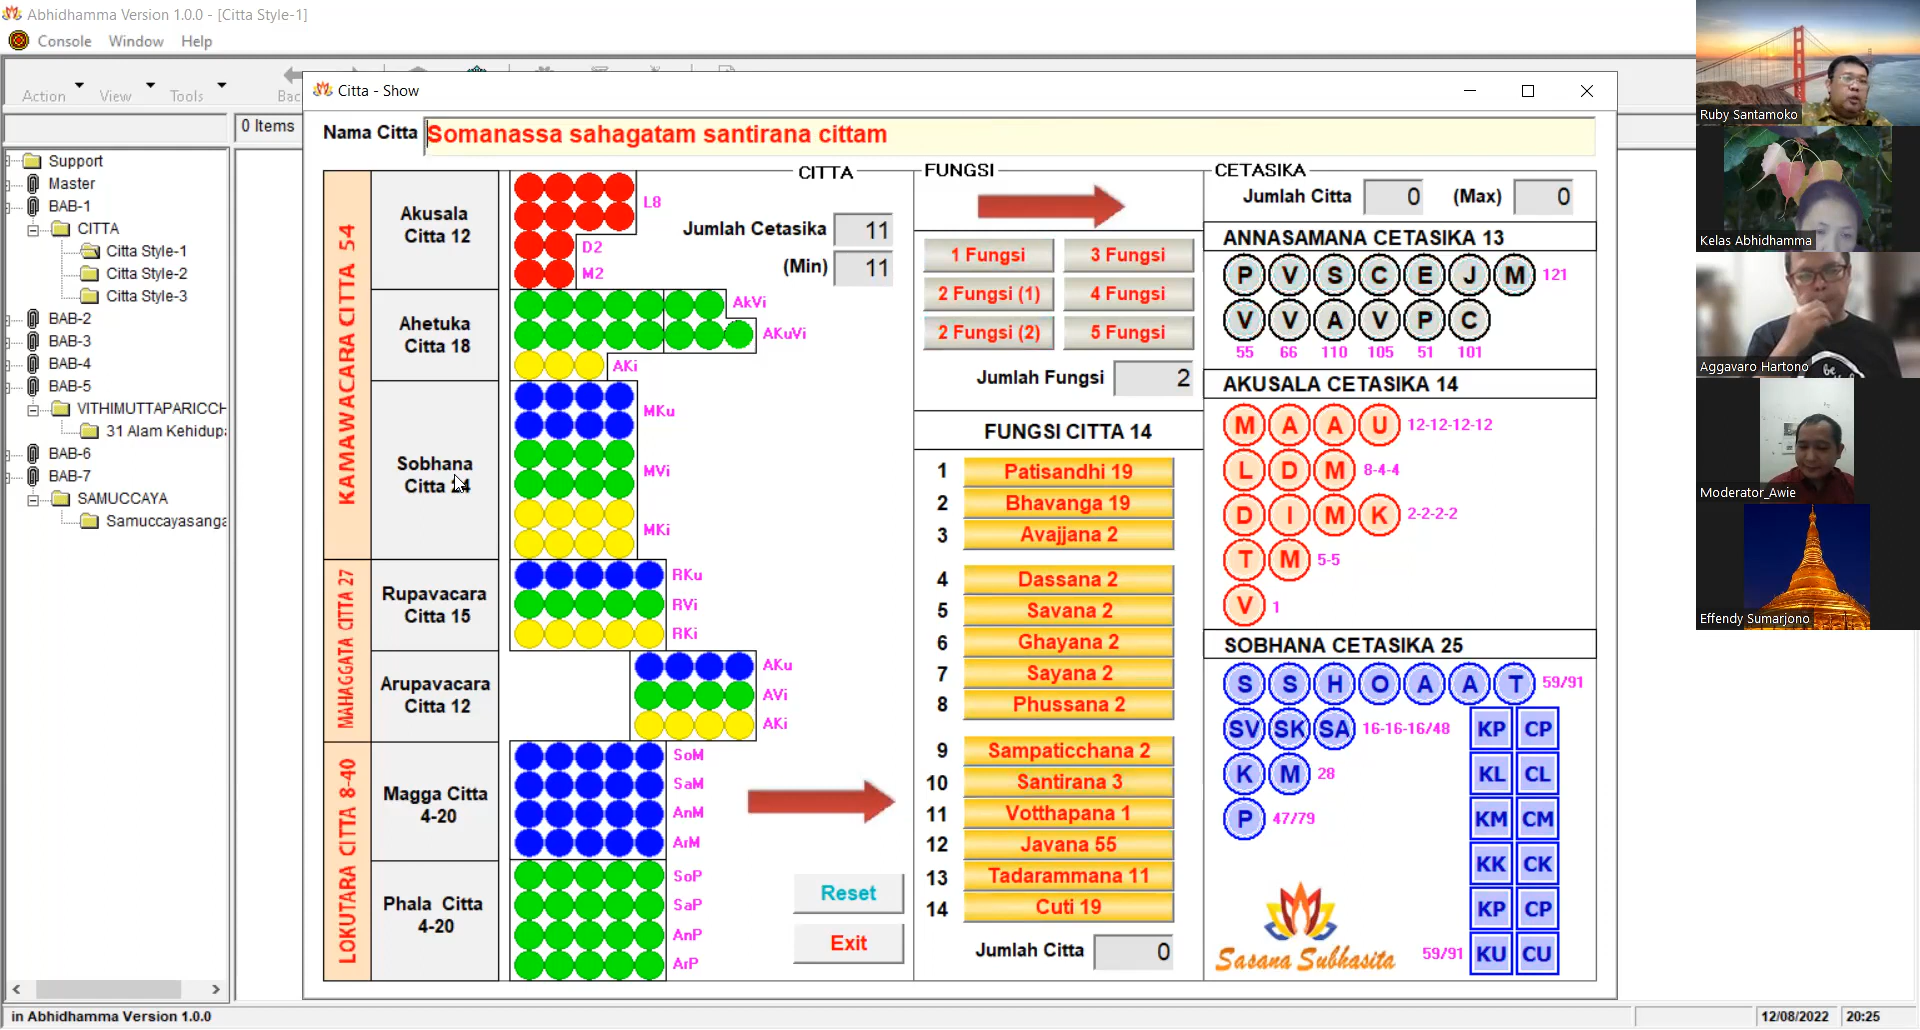 Abhidhamma Version 1.0.0 - [Citta Style-1]
Console Window Help
Action View Tools Bac
0 Items
Support
Master
BAB-1
CITTA
Citta Style-1
Citta Style-2
Citta Style-3
BAB-2
BAB-3
BAB-4
BAB-5
VITHIMUTTAPARICCH
31 Alam Kehidupa
BAB-6
BAB-7
SAMUCCAYA
Samuccayasanga
Citta - Show
Nama Citta Somanassa sahagatam santirana cittam
CITTA
KAMAWACARA CITTA 54
Akusala
Citta 12
L8
D2
M2
Jumlah Cetasika 11
(Min) 11
Ahetuka
Citta 18
AkVi
AKuVi
AKi
Sobhana
Citta 24
MKu
MVi
MKi
MAHAGGATA CITTA 27
Rupavacara
Citta 15
RKu
RVi
RKi
Arupavacara
Citta 12
AKu
AVi
AKi
LOKUTARA CITTA 8-40
Magga Citta
4-20
SoM
SaM
AnM
ArM
Phala Citta
4-20
SoP
SaP
AnP
ArP
Reset
Exit
FUNGSI
1 Fungsi 3 Fungsi
2 Fungsi (1) 4 Fungsi
2 Fungsi (2) 5 Fungsi
Jumlah Fungsi 2
FUNGSI CITTA 14
1 Patisandhi 19
2 Bhavanga 19
3 Avajjana 2
4 Dassana 2
5 Savana 2
6 Ghayana 2
7 Sayana 2
8 Phussana 2
9 Sampaticchana 2
10 Santirana 3
11 Votthapana 1
12 Javana 55
13 Tadarammana 11
14 Cuti 19
Jumlah Citta 0
CETASIKA
Jumlah Citta 0 (Max) 0
ANNASAMANA CETASIKA 13
P V S C E J M 121
V V A V P C
55 66 110 105 51 101
AKUSALA CETASIKA 14
M A A U 12-12-12-12
L D M 8-4-4
D I M K 2-2-2-2
T M 5-5
V 1
SOBHANA CETASIKA 25
S S H O A A T 59/91
SV SK SA 16-16-16/48
K M 28
P 47/79
KP CP
KL CL
KM CM
KK CK
KP CP
59/91 KU CU
Sasana Subhasita
Ruby Santamoko
Kelas Abhidhamma
Aggavaro Hartono
be
Moderator_Awie
Effendy Sumarjono
in Abhidhamma Version 1.0.0
12/08/2022 20:25